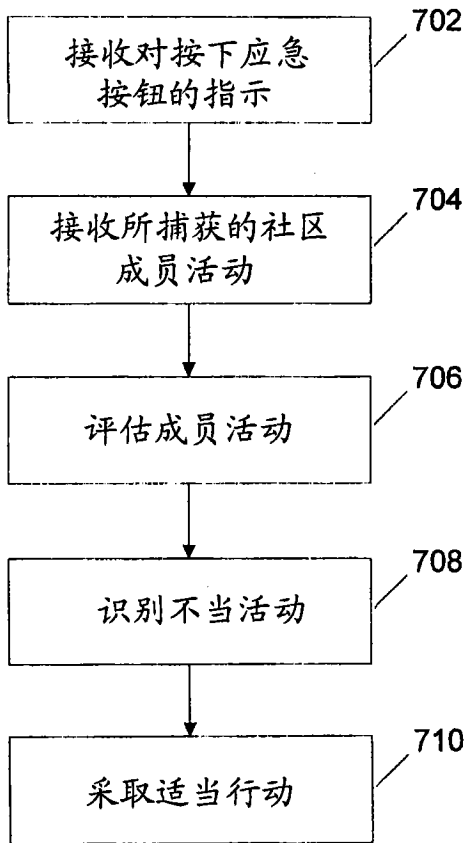 702
接收对按下应急
按钮的指示
704
接收所捕获的社区
成员活动
706
评估成员活动
708
识别不当活动
710
采取适当行动